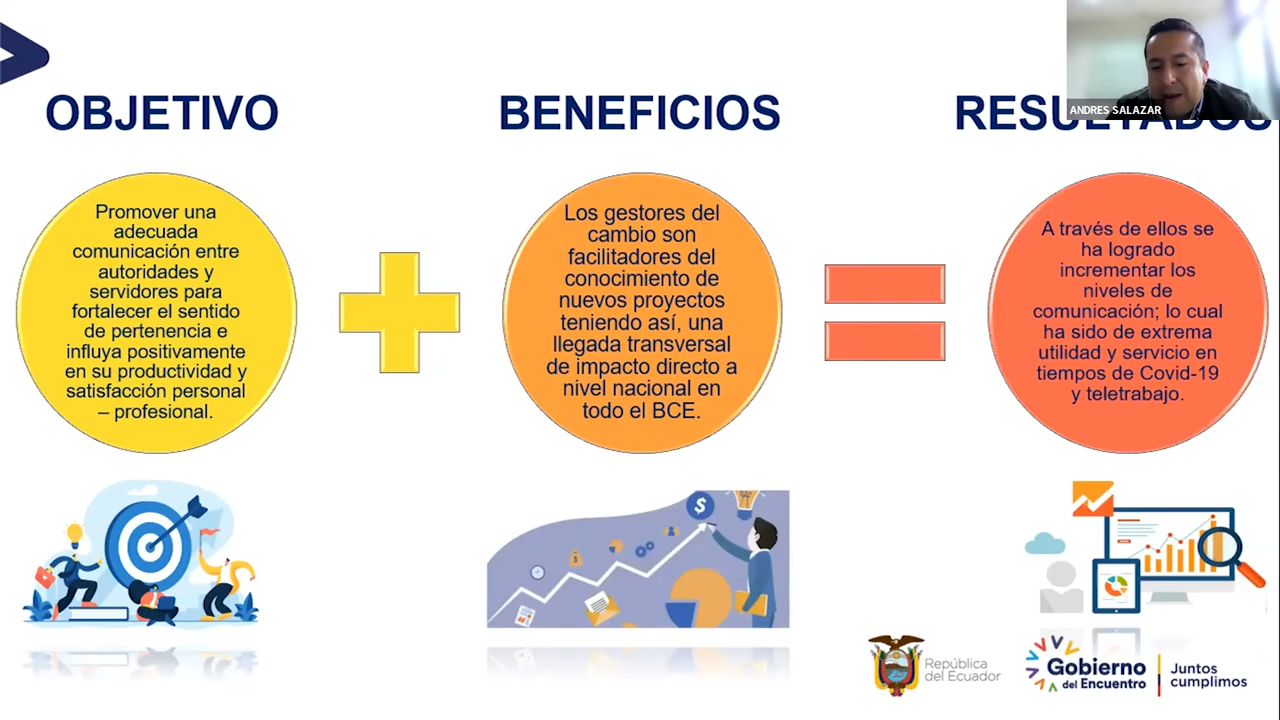 OBJETIVO
BENEFICIOS
RESULTADOS
ANDRES SALAZAR
Promover una
adecuada
comunicación entre
autoridades y
servidores para
fortalecer el sentido
de pertenencia e
influya positivamente
en su productividad y
satisfacción personal
– profesional.
Los gestores del
cambio son
facilitadores del
conocimiento de
nuevos proyectos
teniendo así, una
llegada transversal
de impacto directo a
nivel nacional en
todo el BCE.
A través de ellos se
ha logrado
incrementar los
niveles de
comunicación; lo cual
ha sido de extrema
utilidad y servicio en
tiempos de Covid-19
y teletrabajo.
$
República
del Ecuador
Gobierno
del Encuentro
Juntos
cumplimos